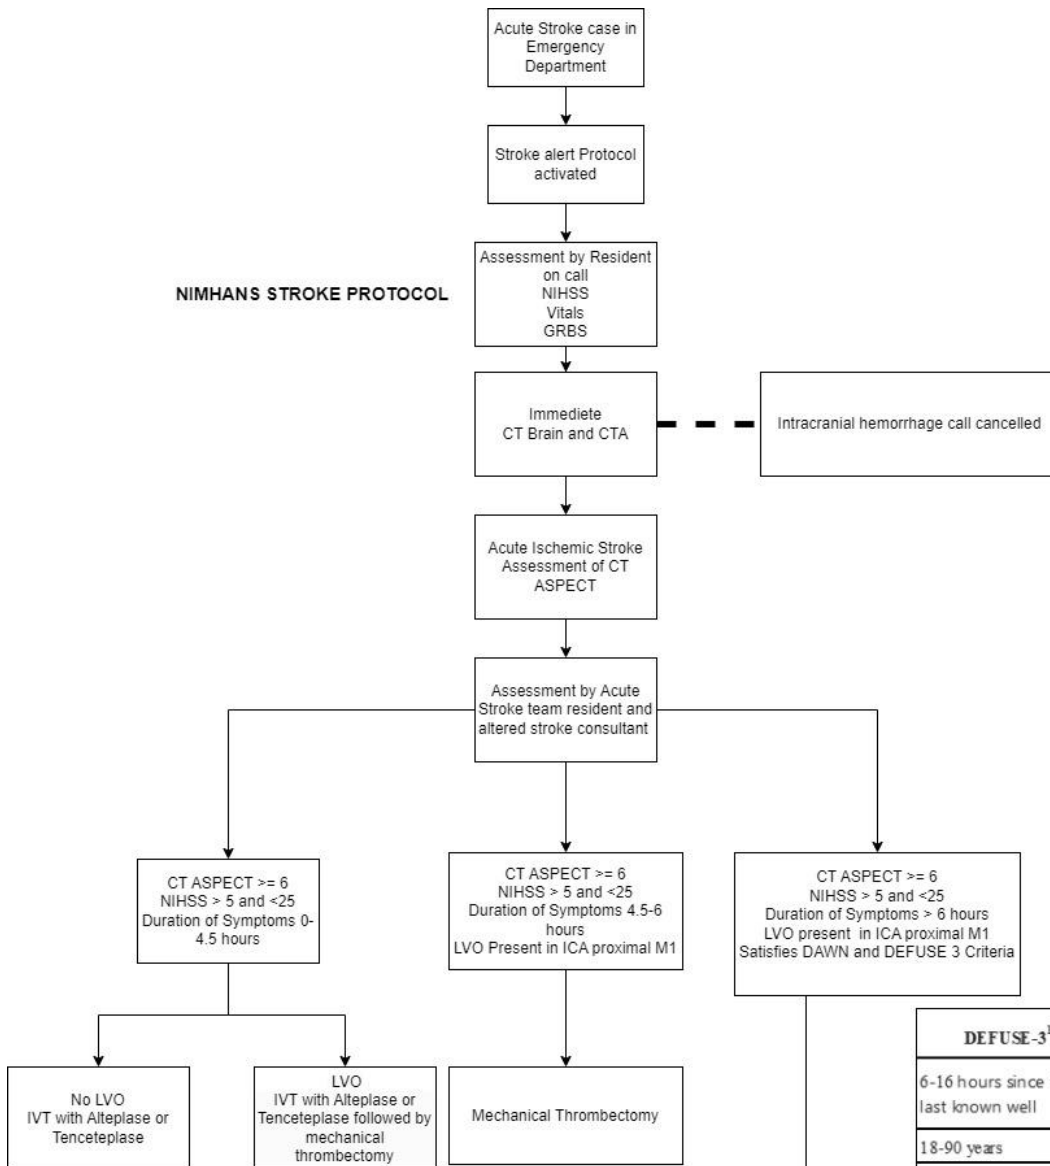 Acute Stroke case in
Emergency
Department
Stroke alert Protocol
activated
NIMHANS STROKE PROTOCOL
Assessment by Resident
on call
NIHSS
Vitals
GRBS
Immediete
CT Brain and CTA
Intracranial hemorrhage call cancelled
Acute Ischemic Stroke
Assessment of CT
ASPECT
Assessment by Acute
Stroke team resident and
altered stroke consultant
CT ASPECT >= 6
NIHSS > 5 and <25
Duration of Symptoms 0-
4.5 hours
CT ASPECT >= 6
NIHSS > 5 and <25
Duration of Symptoms 4.5-6
hours
LVO Present in ICA proximal M1
CT ASPECT >= 6
NIHSS > 5 and <25
Duration of Symptoms > 6 hours
LVO present in ICA proximal M1
Satisfies DAWN and DEFUSE 3 Criteria
No LVO
IVT with Alteplase or
Tenceteplase
LVO
IVT with Alteplase or
Tenceteplase followed by
mechanical
thrombectomy
Mechanical Thrombectomy
DEFUSE-3
6-16 hours since
last known well
18-90 years